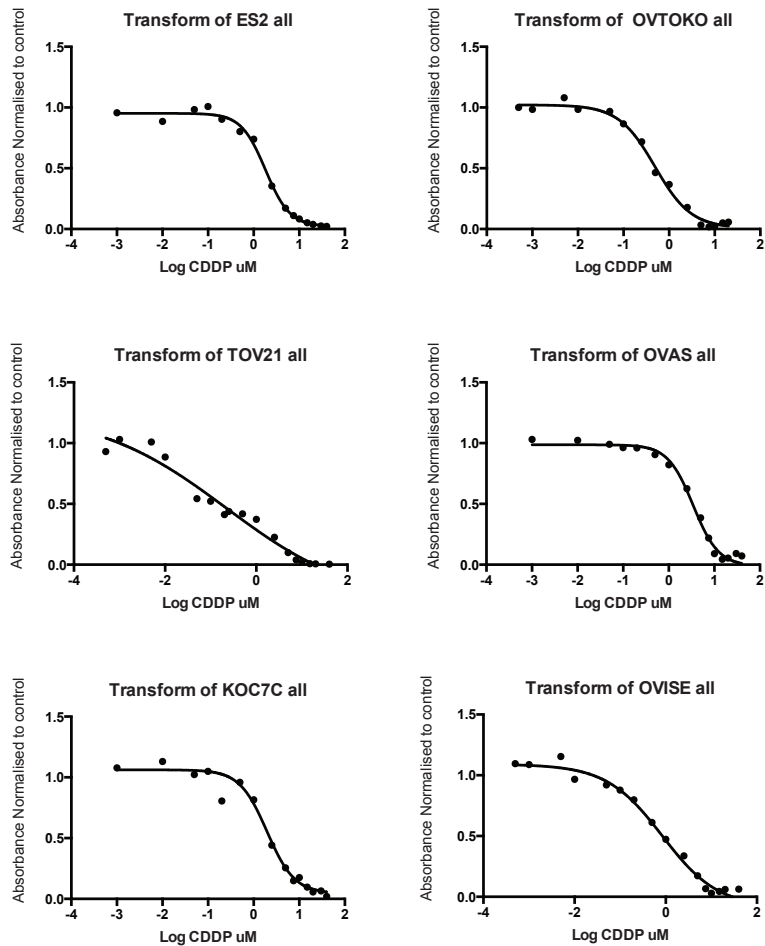 Transform of ES2 all
Absorbance Normalised to control
1.5
1.0
0.5
0.0
-4 -3 -2 -1 0 1 2
Log CDDP uM
Transform of OVTOKO all
Absorbance Normalised to control
1.5
1.0
0.5
0.0
-4 -3 -2 -1 0 1 2
Log CDDP uM
Transform of TOV21 all
Absorbance Normalised to control
1.5
1.0
0.5
0.0
-4 -2 0 2
Log CDDP uM
Transform of OVAS all
Absorbance Normalised to control
1.5
1.0
0.5
0.0
-4 -3 -2 -1 0 1 2
Log CDDP uM
Transform of KOC7C all
Absorbance Normalised to control
1.5
1.0
0.5
0.0
-4 -3 -2 -1 0 1 2
Log CDDP uM
Transform of OVISE all
Absorbance Normalised to control
1.5
1.0
0.5
0.0
-4 -2 0 2
Log CDDP uM